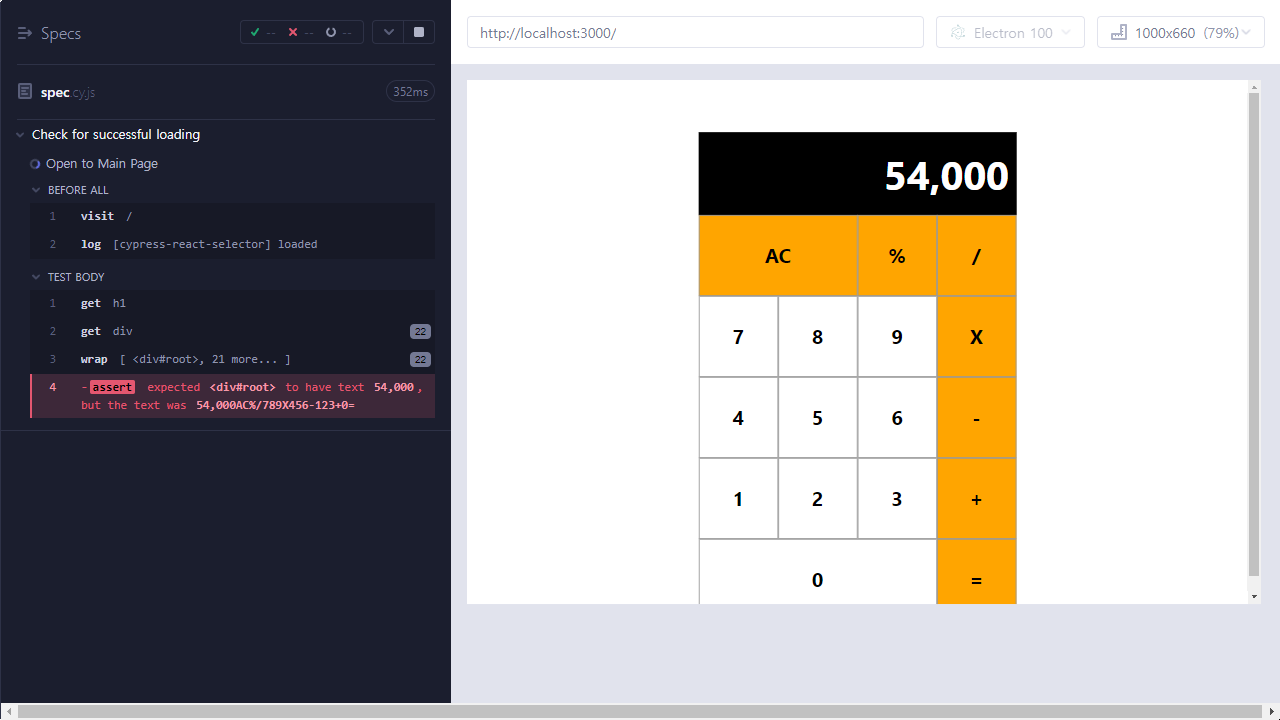 Specs
--
--
--
spec.cy.js
352ms
Check for successful loading
Open to Main Page
BEFORE ALL
1 visit /
2 log [cypress-react-selector] loaded
TEST BODY
1 get h1
2 get div 22
3 wrap [ <div#root>, 21 more... ] 22
4 -assert expected <div#root> to have text 54,000,
but the text was 54,000AC%/789X456-123+0=
http://localhost:3000/
Electron 100
1000x660 (79%)
54,000
AC % /
7 8 9 X
4 5 6 -
1 2 3 +
0 =